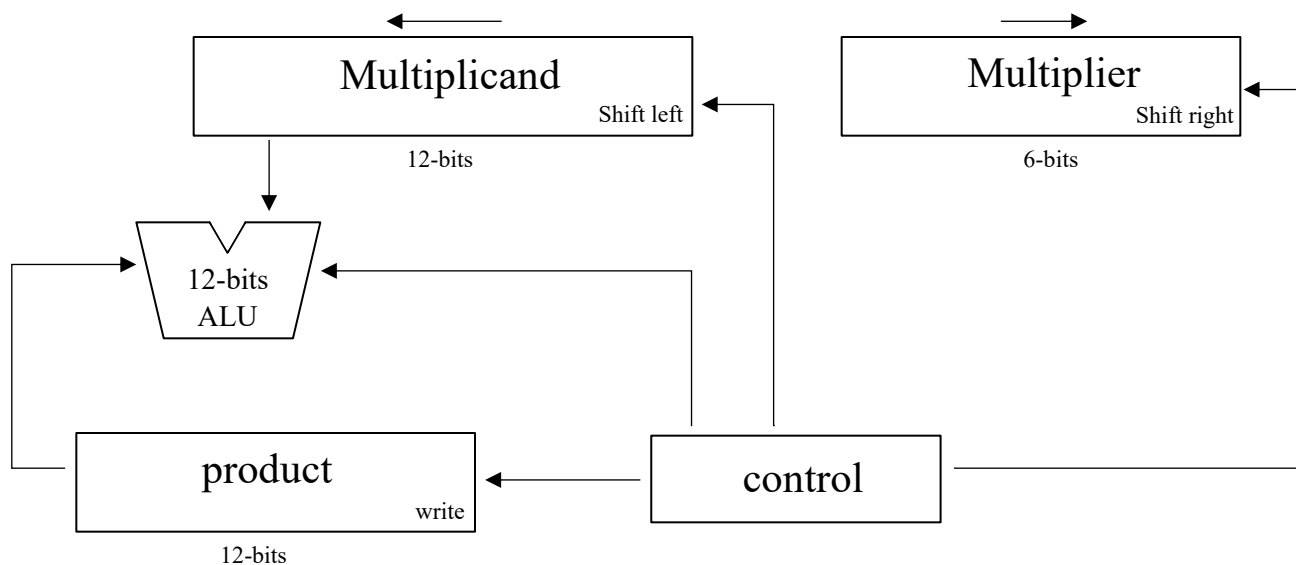 Multiplicand
Shift left
12-bits
Multiplier
Shift right
6-bits
12-bits
ALU
product
write
12-bits
control